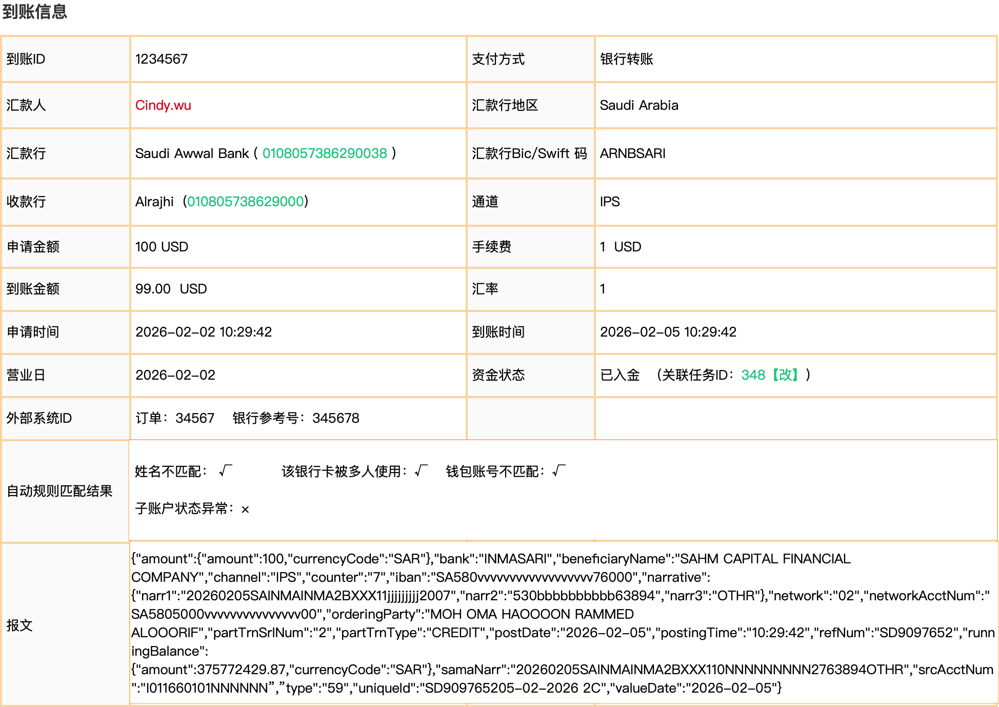 到账信息
到账ID 1234567 支付方式 银行转账
汇款人 Cindy.wu 汇款行地区 Saudi Arabia
汇款行 Saudi Awwal Bank ( 0108057386290038 ) 汇款行Bic/Swift 码 ARNBSARI
收款行 Alrajhi (010805738629000) 通道 IPS
申请金额 100 USD 手续费 1 USD
到账金额 99.00 USD 汇率 1
申请时间 2026-02-02 10:29:42 到账时间 2026-02-05 10:29:42
营业日 2026-02-02 资金状态 已入金 （关联任务ID：348【改】）
外部系统ID 订单：34567 银行参考号：345678
自动规则匹配结果
姓名不匹配： √ 该银行卡被多人使用：√ 钱包账号不匹配：√
子账户状态异常：×
报文
{"amount":{"amount":100,"currencyCode":"SAR"},"bank":"INMASARI","beneficiaryName":"SAHM CAPITAL FINANCIAL
COMPANY","channel":"IPS","counter":"7","iban":"SA580vvvvvvvvvvvvvvvvvv76000","narrative":
{"narr1":"20260205SAINMAINMA2BXXX11jjjjjjjjj2007","narr2":"530bbbbbbbbbb63894","narr3":"OTHR"},"network":"02","networkAcctNum":"
SA5805000vvvvvvvvvvvvvvv00","orderingParty":"MOH OMA HAOOOON RAMMED
ALOOORIF","partTrnSrlNum":"2","partTrnType":"CREDIT","postDate":"2026-02-05","postingTime":"10:29:42","refNum":"SD9097652","runn
ingBalance":
{"amount":375772429.87,"currencyCode":"SAR"},"samaNarr":"20260205SAINMAINMA2BXXX110NNNNNNNNN2763894OTHR","srcAcctNum
":"I011660101NNNNNN”,”type":"59","uniqueId":"SD909765205-02-2026 2C","valueDate":"2026-02-05"}